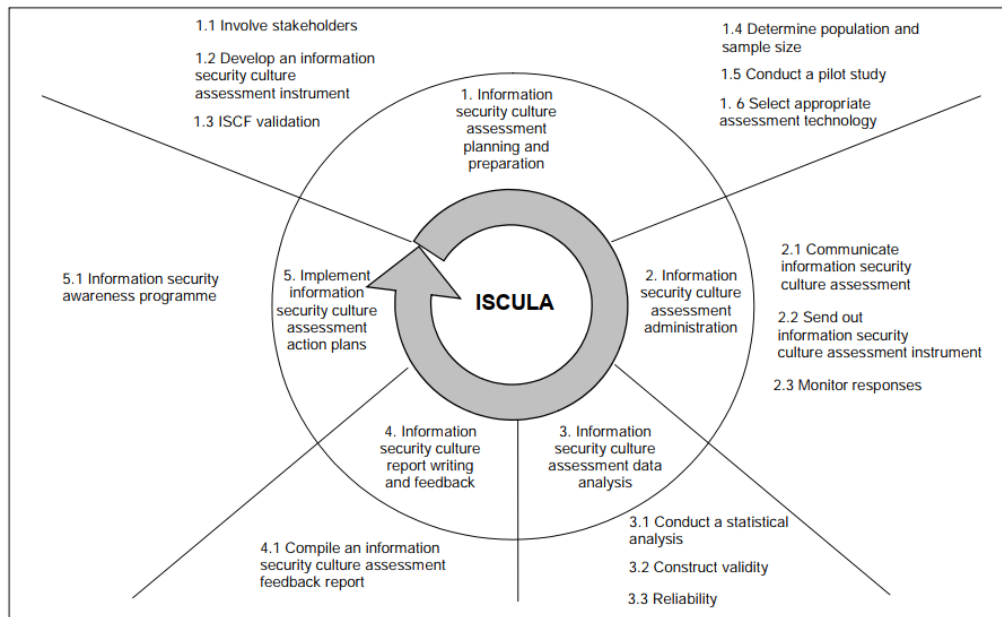 1.1 Involve stakeholders
1.2 Develop an information
security culture
assessment instrument
1.3 ISCF validation
1.4 Determine population and
sample size
1.5 Conduct a pilot study
1. 6 Select appropriate
assessment technology
1. Information
security culture
assessment
planning and
preparation
2. Information
security culture
assessment
administration
2.1 Communicate
information security
culture assessment
2.2 Send out
information security
culture assessment instrument
2.3 Monitor responses
3. Information
security culture
assessment data
analysis
3.1 Conduct a statistical
analysis
3.2 Construct validity
3.3 Reliability
4. Information
security culture
report writing
and feedback
4.1 Compile an information
security culture assessment
feedback report
5. Implement
information
security culture
assessment
action plans
5.1 Information security
awareness programme
ISCULA